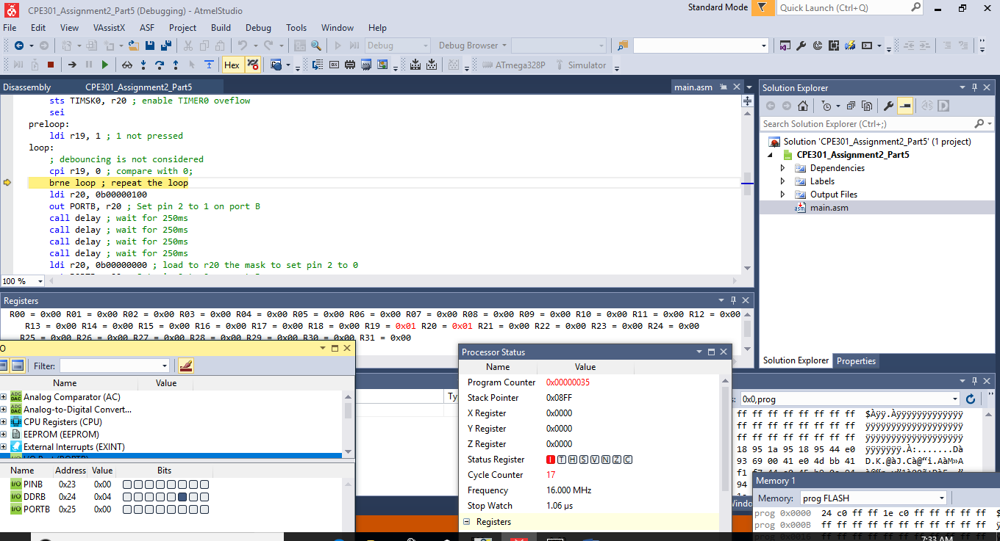 CPE301_Assignment2_Part5 (Debugging) - AtmelStudio
Standard Mode
Quick Launch (Ctrl+Q)
File Edit View VAssistX ASF Project Build Debug Tools Window Help
Debug
Debug Browser
Hex
ATmega328P
Simulator
Disassembly
CPE301_Assignment2_Part5
main.asm
sts TIMSK0, r20 ; enable TIMER0 oveflow
sei
preloop:
ldi r19, 1 ; 1 not pressed
loop:
; debouncing is not considered
cpi r19, 0 ; compare with 0;
brne loop ; repeat the loop
ldi r20, 0b00000100
out PORTB, r20 ; Set pin 2 to 1 on port B
call delay ; wait for 250ms
call delay ; wait for 250ms
call delay ; wait for 250ms
call delay ; wait for 250ms
ldi r20, 0b00000000 ; load to r20 the mask to set pin 2 to 0
100 %
Solution Explorer
Search Solution Explorer (Ctrl+;)
Solution 'CPE301_Assignment2_Part5' (1 project)
CPE301_Assignment2_Part5
Dependencies
Labels
Output Files
main.asm
Solution Explorer Properties
Registers
R00 = 0x00 R01 = 0x00 R02 = 0x00 R03 = 0x00 R04 = 0x00 R05 = 0x00 R06 = 0x00 R07 = 0x00 R08 = 0x00 R09 = 0x00 R10 = 0x00 R11 = 0x00 R12 = 0x00
R13 = 0x00 R14 = 0x00 R15 = 0x00 R16 = 0x00 R17 = 0x00 R18 = 0x00 R19 = 0x01 R20 = 0x01 R21 = 0x00 R22 = 0x00 R23 = 0x00 R24 = 0x00
R25 = 0x00 R26 = 0x00 R27 = 0x00 R28 = 0x00 R29 = 0x00 R30 = 0x00 R31 = 0x00
Filter:
Name Value
Analog Comparator (AC)
Analog-to-Digital Convert...
CPU Registers (CPU)
EEPROM (EEPROM)
External Interrupts (EXINT)
Name Address Value Bits
I/O PINB 0x23 0x00
I/O DDRB 0x24 0x04
I/O PORTB 0x25 0x00
Ty
Processor Status
Name Value
Program Counter 0x00000035
Stack Pointer 0x08FF
X Register 0x0000
Y Register 0x0000
Z Register 0x0000
Status Register I T H S V N Z C
Cycle Counter 17
Frequency 16.000 MHz
Stop Watch 1.06 µs
Registers
0x0,prog
ff ff ff ff ff ff ff ff $Àÿÿ.Àÿÿÿÿÿÿÿÿÿÿÿÿÿ
ff ff ff ff ff ff ff ff ÿÿÿÿÿÿÿÿÿÿÿÿÿÿÿÿÿÿÿ
ff ff ff ff ff ff ff ff ÿÿÿÿÿÿÿÿÿÿÿÿÿÿÿÿÿÿÿ
18 95 1a 95 18 95 44 e0 ÿÿÿÿÿÿÿ.À:.......Dà
93 69 00 41 e0 4d bb 41 D.K.@àJ.Cà@“i.AàM»A
94
Memory 1
Memory: prog FLASH
prog 0x0000 24 c0 ff ff 1e c0 ff ff ff ff ff
prog 0x000B ff ff ff ff ff ff ff ff ff ff ff
7:33 AM